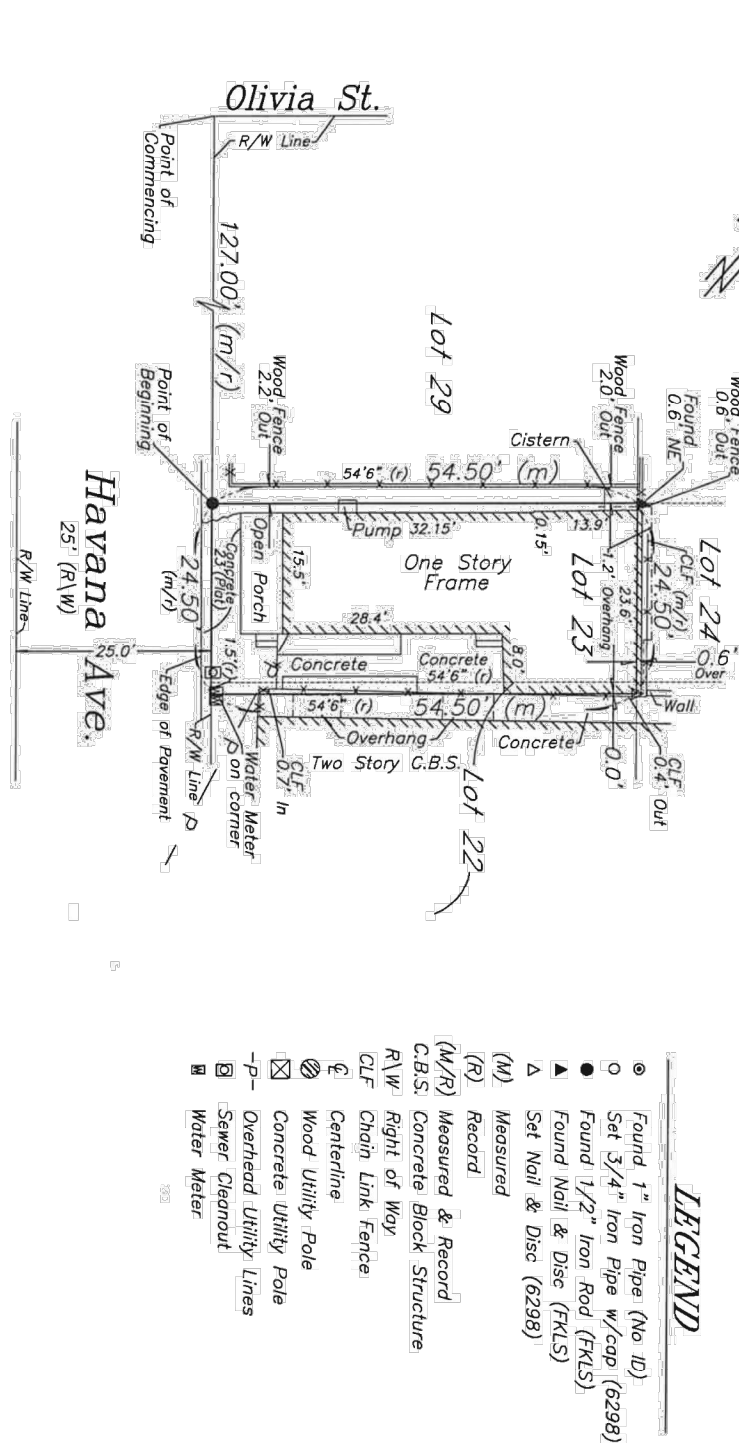 Olivia St.
R/W Line
Point of
Commencing
127.00' (m/r)
Lot 29
N
Wood Fence
2.2' Out
Wood Fence
2.0' Out
Found
0.6' NE
Wood Fence
0.6' Out
Point of
Beginning
Cistern
54'6" (r)
54.50' (m)
Pump
32.15'
0.15'
13.9'
Open Porch
15.5'
One Story
Frame
Lot 23
1.2' Overhang
23.6'
24.50'
(m/r)
CLF
Lot 24
0.6'
Over
Havana Ave.
25' (R\W)
R/W Line
25.0'
24.50'
(m/r)
Concrete
23'(Plat)
1.5'(r)
28.4'
8.0'
Concrete
Concrete
54'6" (r)
p
54'6" (r)
54.50' (m)
Wall
Edge of Pavement
R/W Line
p
Water Meter
p on corner
CLF
0.7' In
Overhang
Two Story C.B.S.
Concrete
0.0'
CLF
0.4' Out
Lot 22
LEGEND
Found 1" Iron Pipe (No ID)
Set 3/4" Iron Pipe w/cap (6298)
Found 1/2" Iron Rod (FKLS)
Found Nail & Disc (FKLS)
Set Nail & Disc (6298)
(M) Measured
(R) Record
(M/R) Measured & Record
C.B.S. Concrete Block Structure
R\W Right of Way
CLF Chain Link Fence
℄ Centerline
Wood Utility Pole
Concrete Utility Pole
-P- Overhead Utility Lines
Sewer Cleanout
Water Meter